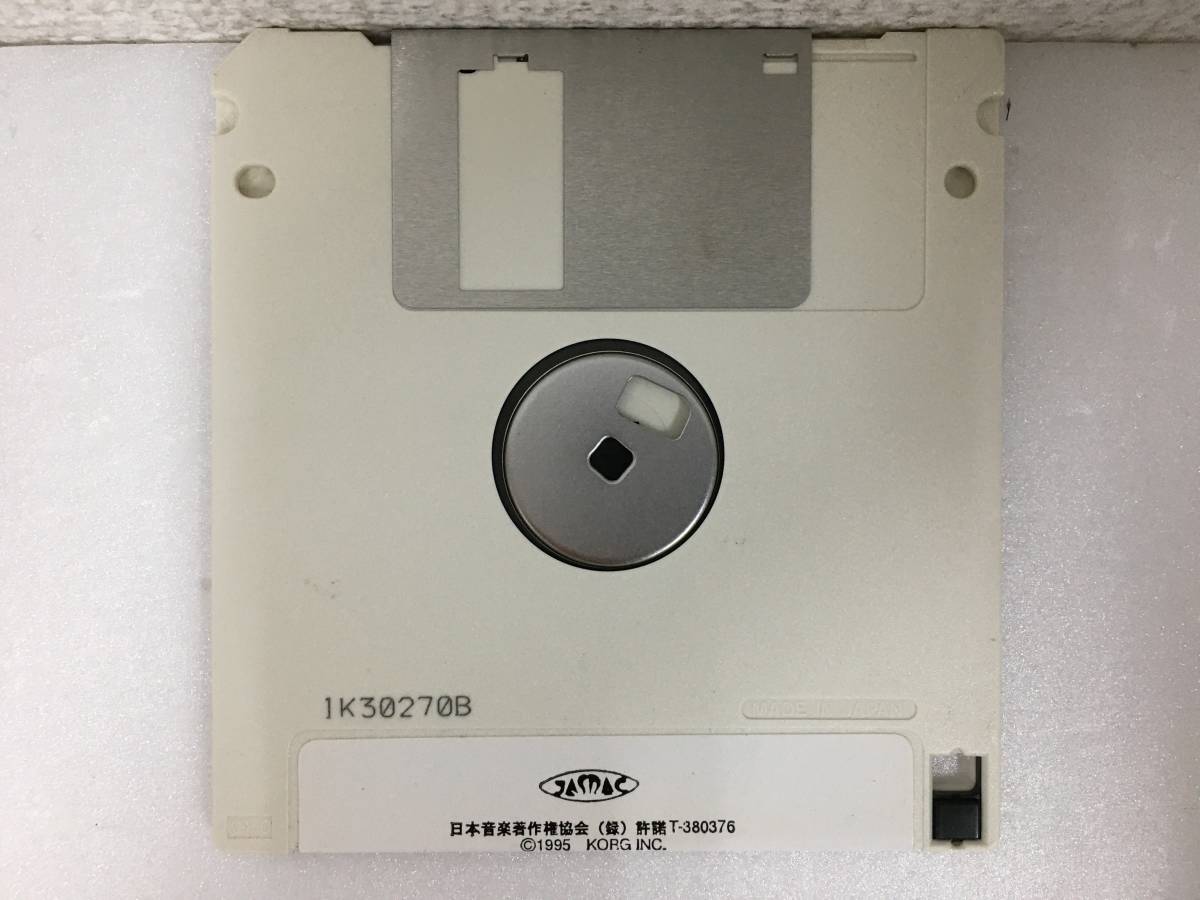 1K30270B
MADE IN JAPAN
JASRAC
日本音楽著作権協会（録）許諾T-380376
©1995 KORG INC.